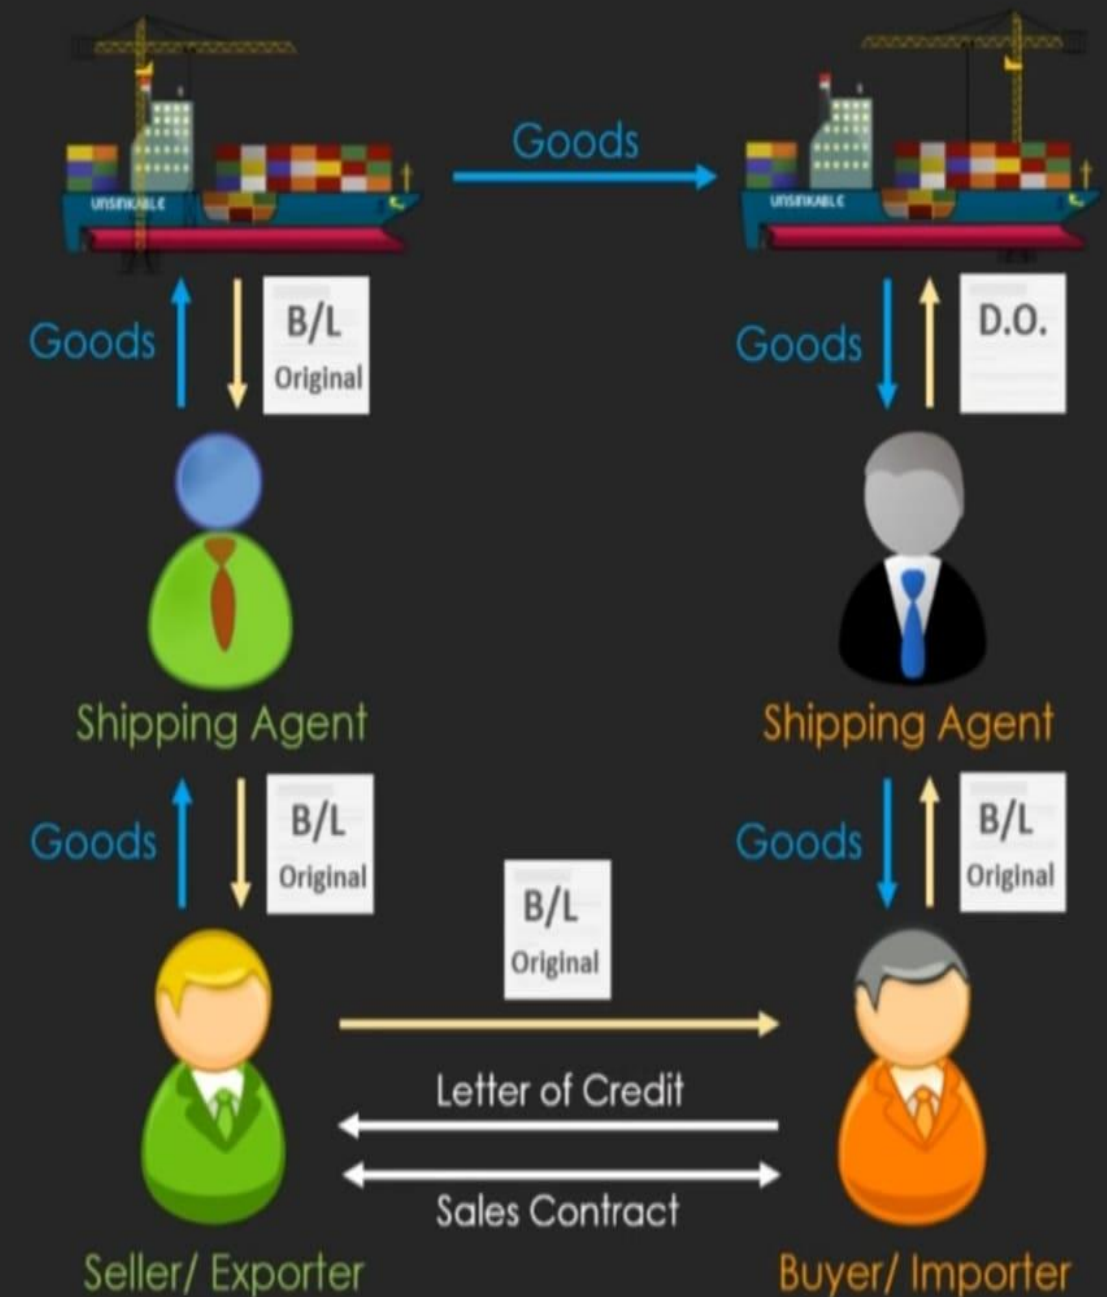 Goods
UNSINKABLE
UNSINKABLE
Goods
B/L
Original
Goods
D.O.
Shipping Agent
Shipping Agent
Goods
B/L
Original
Goods
B/L
Original
B/L
Original
Letter of Credit
Sales Contract
Seller/ Exporter
Buyer/ Importer